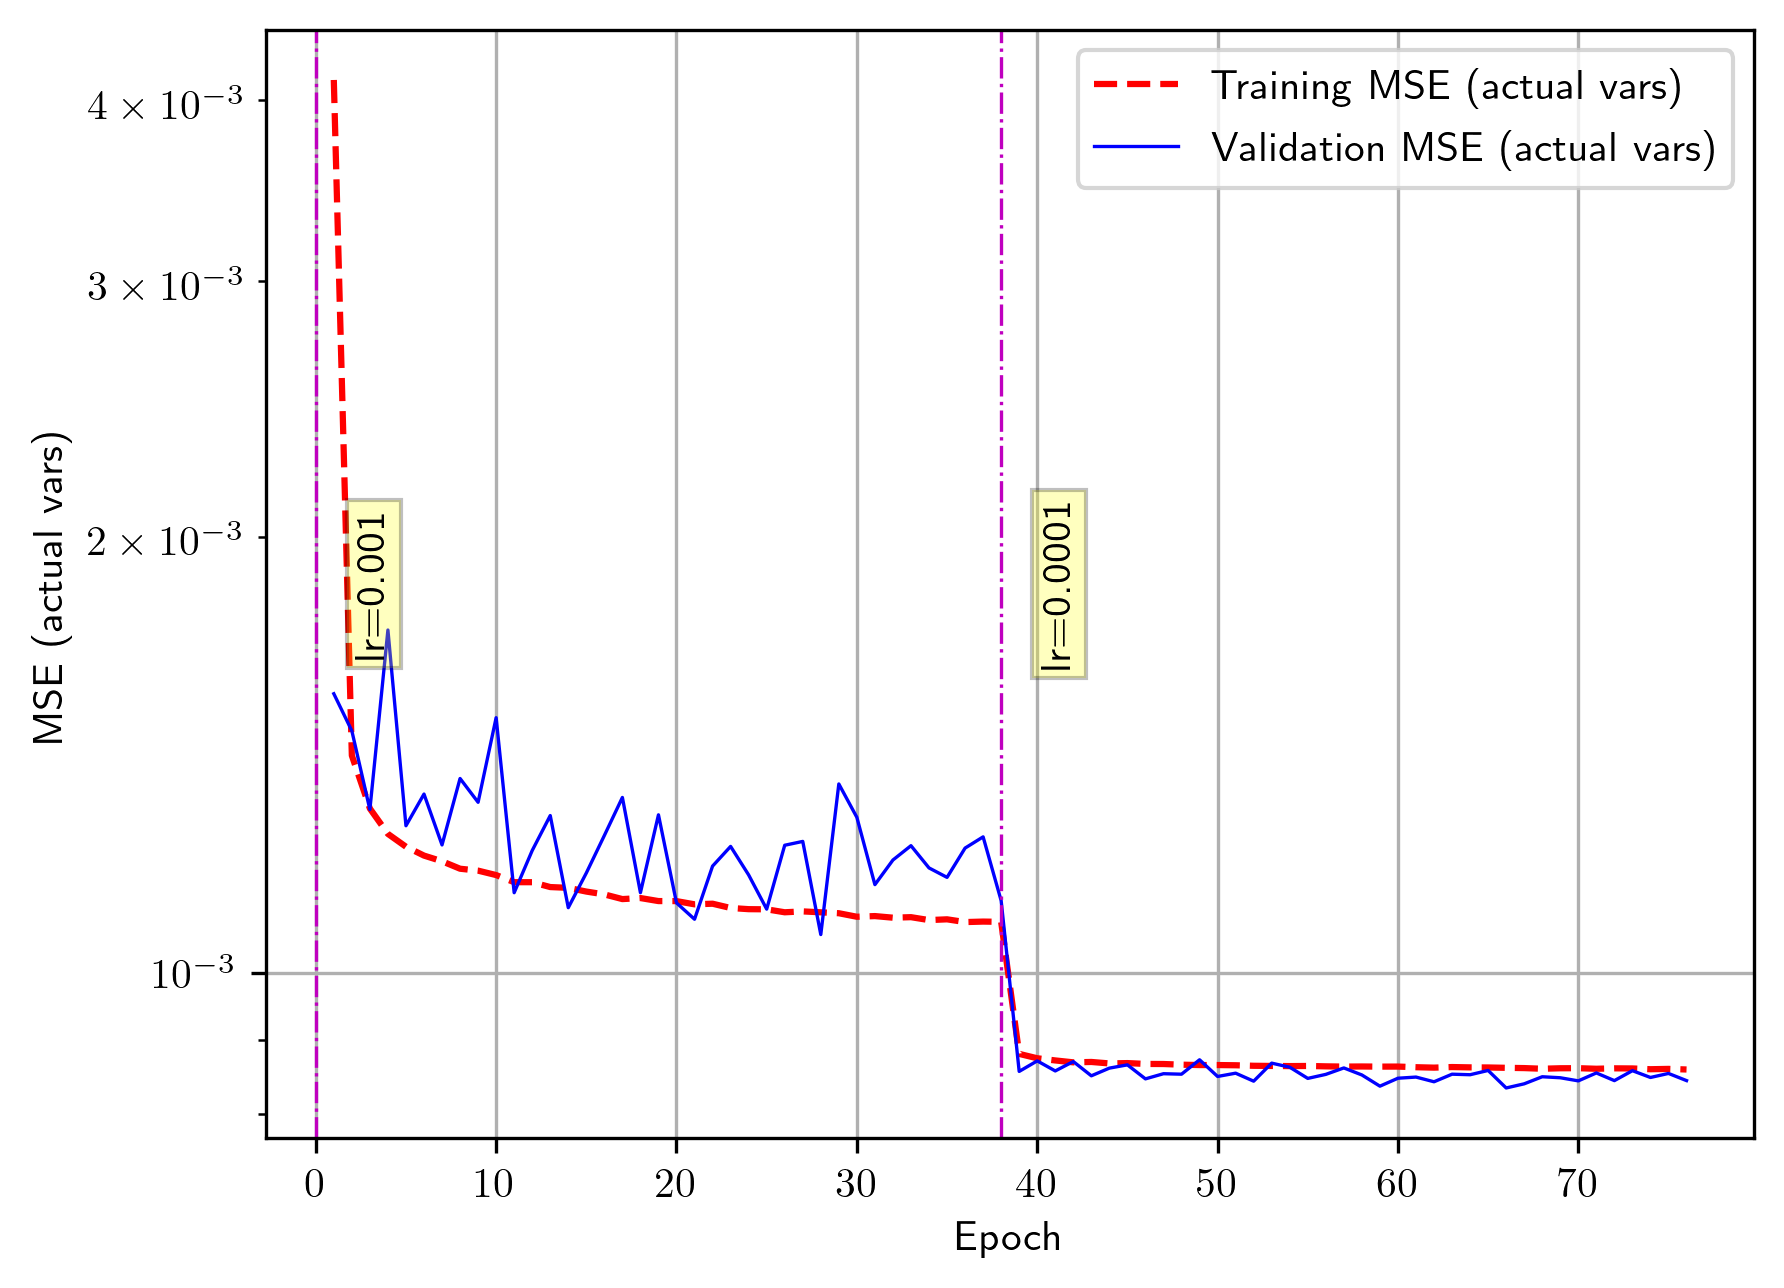 4 × 10⁻³
3 × 10⁻³
2 × 10⁻³
10⁻³
MSE (actual vars)
Training MSE (actual vars)
Validation MSE (actual vars)
lr=0.001
lr=0.0001
0 10 20 30 40 50 60 70
Epoch